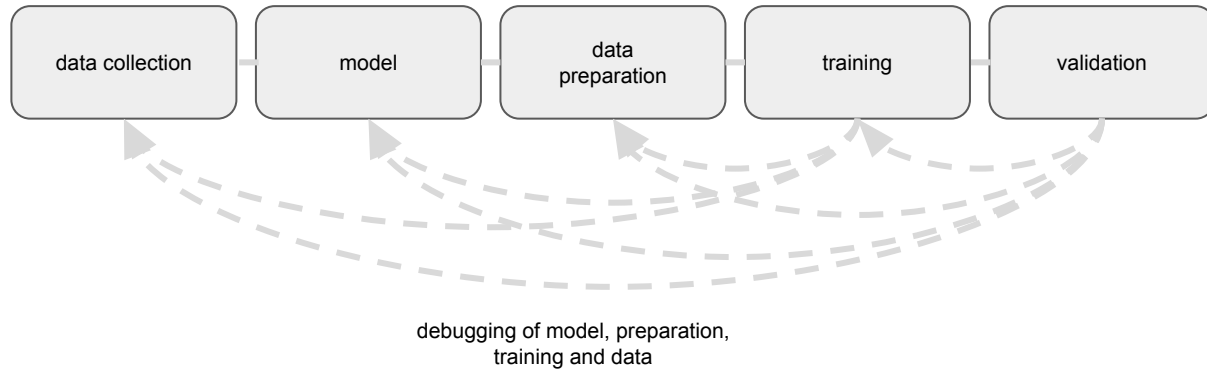 data collection
model
data
preparation
training
validation
debugging of model, preparation,
training and data